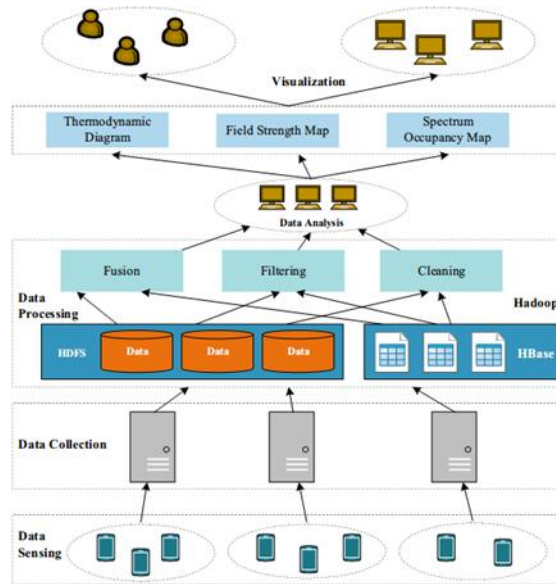 Visualization
Thermodynamic
Diagram
Field Strength Map
Spectrum
Occupancy Map
Data Analysis
Fusion
Filtering
Cleaning
Data
Processing
Hadoop
HDFS
Data
Data
Data
HBase
Data Collection
Data
Sensing